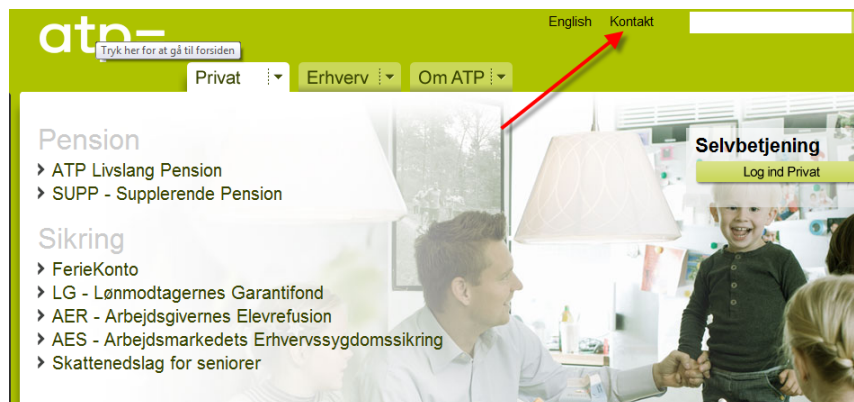 English Kontakt
atp=
Tryk her for at gå til forsiden
Privat Erhverv Om ATP
Pension
ATP Livslang Pension
SUPP - Supplerende Pension
Selvbetjening
Log ind Privat
Sikring
FerieKonto
LG - Lønmodtagernes Garantifond
AER - Arbejdsgivernes Elevrefusion
AES - Arbejdsmarkedets Erhvervssygdomssikring
Skattenedslag for seniorer